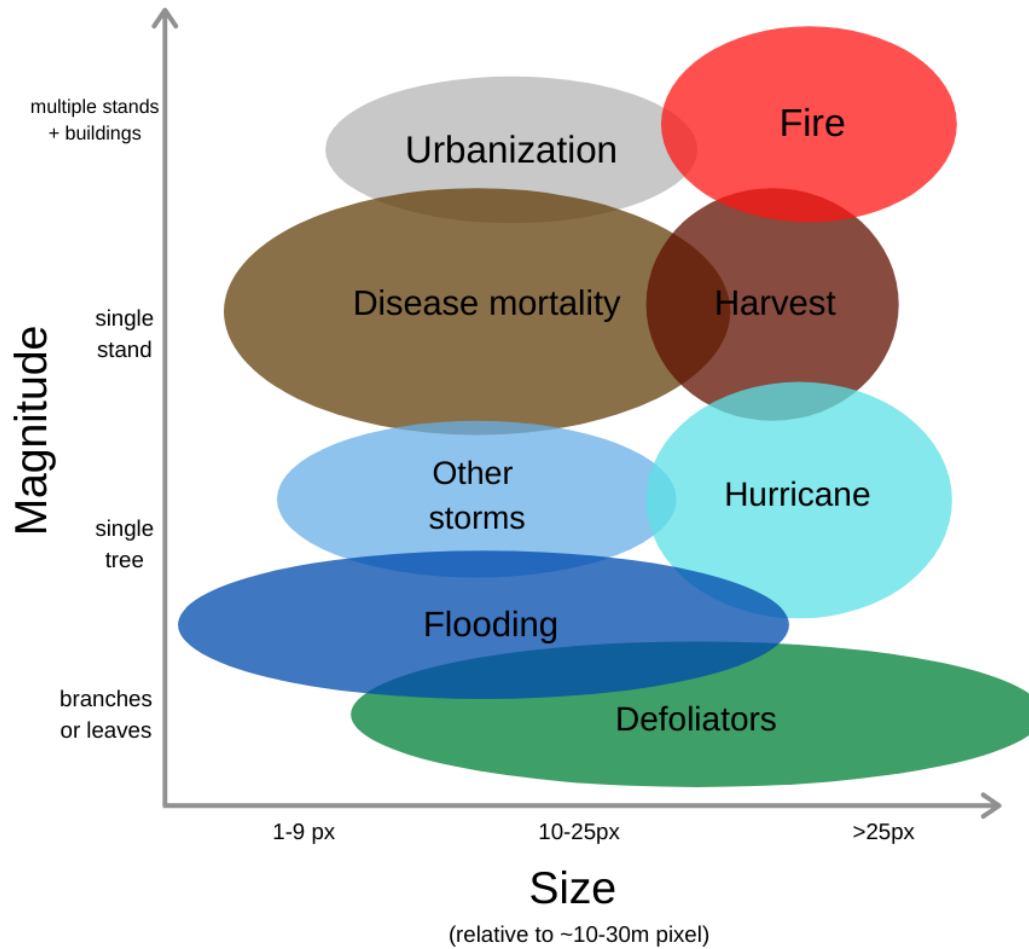 multiple stands
+ buildings
Urbanization
Fire
Disease mortality
Harvest
single
stand
Magnitude
Other
storms
Hurricane
single
tree
Flooding
branches
or leaves
Defoliators
1-9 px
10-25px
>25px
Size
(relative to ~10-30m pixel)